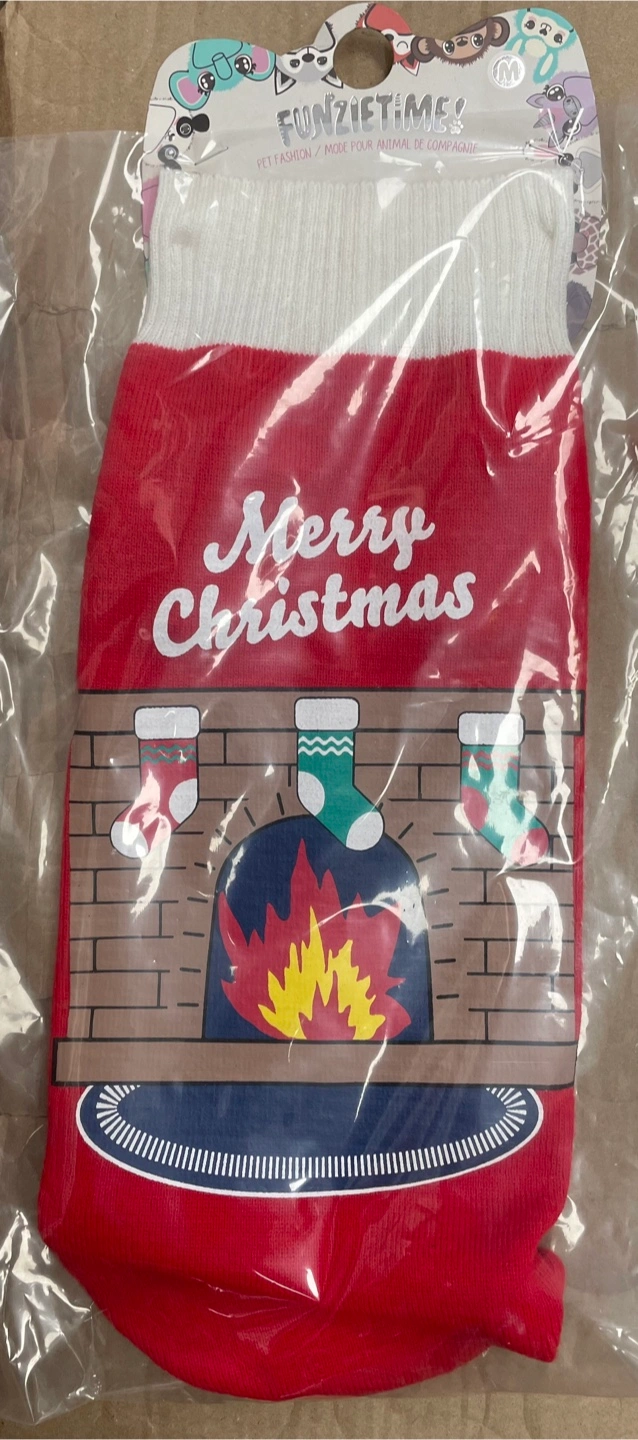 M
FUNZIETIME!
PET FASHION / MODE POUR ANIMAL DE COMPAGNIE
Merry
Christmas